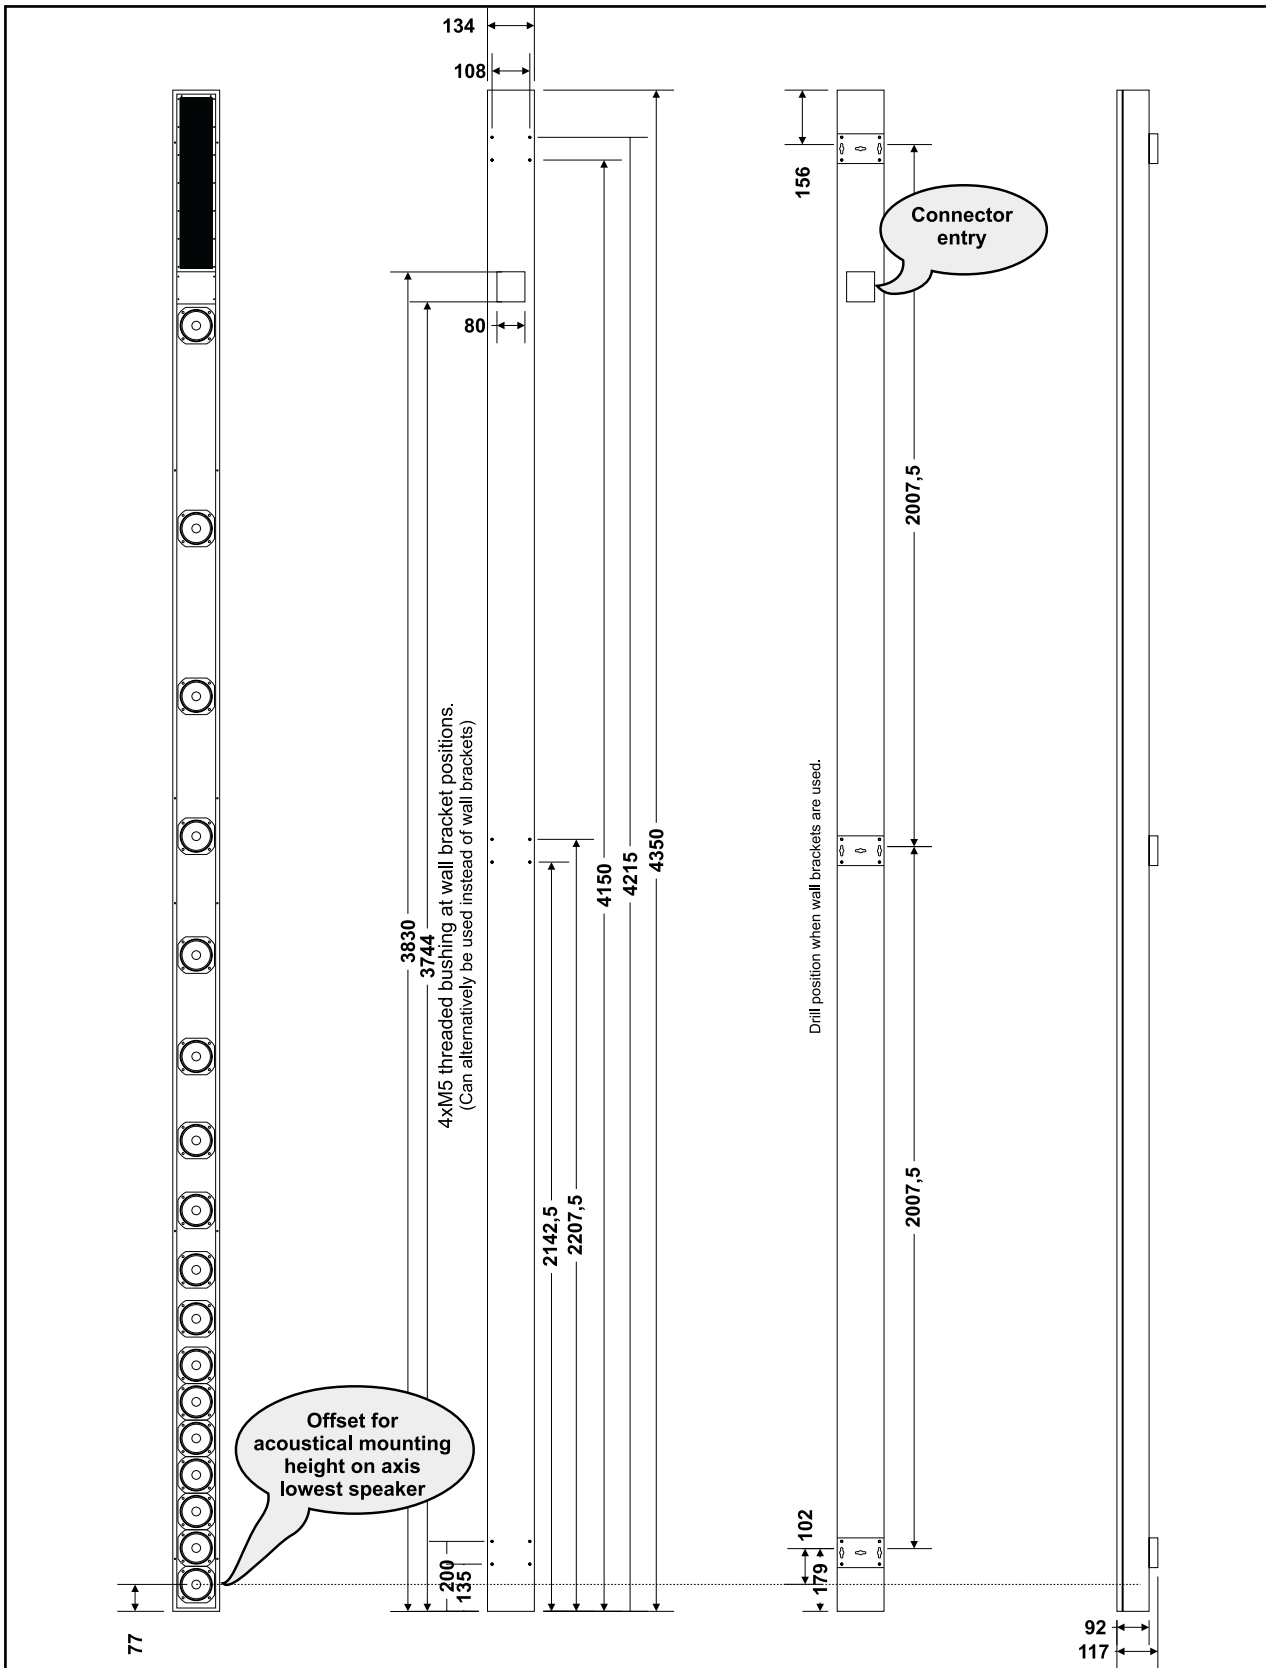 134
108
156
Connector
entry
80
2007,5
4xM5 threaded bushing at wall bracket positions.
(Can alternatively be used instead of wall brackets)
3830
3744
4150
4215
4350
Drill position when wall brackets are used.
2142,5
2207,5
2007,5
Offset for
acoustical mounting
height on axis
lowest speaker
200
135
102
179
77
92
117